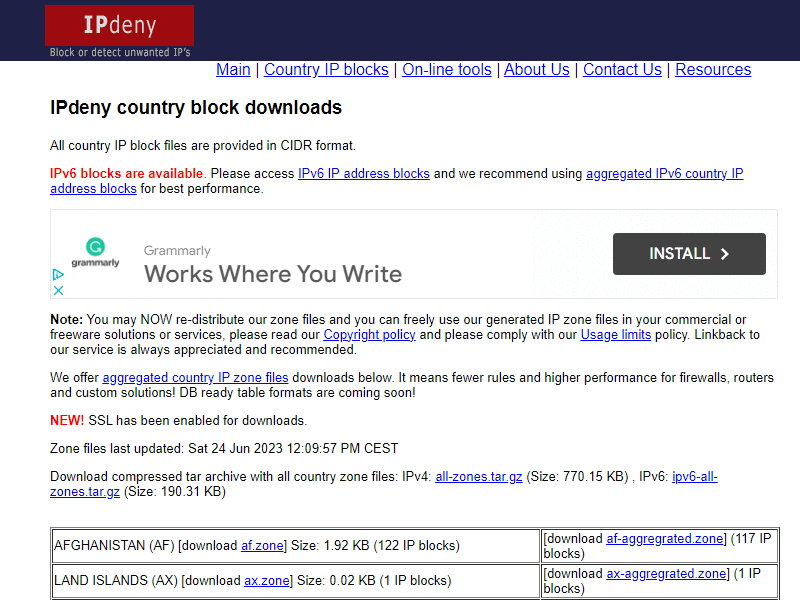 IPdeny
Block or detect unwanted IP's
Main | Country IP blocks | On-line tools | About Us | Contact Us | Resources
IPdeny country block downloads
All country IP block files are provided in CIDR format.
IPv6 blocks are available. Please access IPv6 IP address blocks and we recommend using aggregated IPv6 country IP
address blocks for best performance.
grammarly
Grammarly
Works Where You Write
INSTALL
Note: You may NOW re-distribute our zone files and you can freely use our generated IP zone files in your commercial or
freeware solutions or services, please read our Copyright policy and please comply with our Usage limits policy. Linkback to
our service is always appreciated and recommended.
We offer aggregated country IP zone files downloads below. It means fewer rules and higher performance for firewalls, routers
and custom solutions! DB ready table formats are coming soon!
NEW! SSL has been enabled for downloads.
Zone files last updated: Sat 24 Jun 2023 12:09:57 PM CEST
Download compressed tar archive with all country zone files: IPv4: all-zones.tar.gz (Size: 770.15 KB) , IPv6: ipv6-all-
zones.tar.gz (Size: 190.31 KB)
AFGHANISTAN (AF) [download af.zone] Size: 1.92 KB (122 IP blocks)
[download af-aggregrated.zone] (117 IP
blocks)
LAND ISLANDS (AX) [download ax.zone] Size: 0.02 KB (1 IP blocks)
[download ax-aggregrated.zone] (1 IP
blocks)